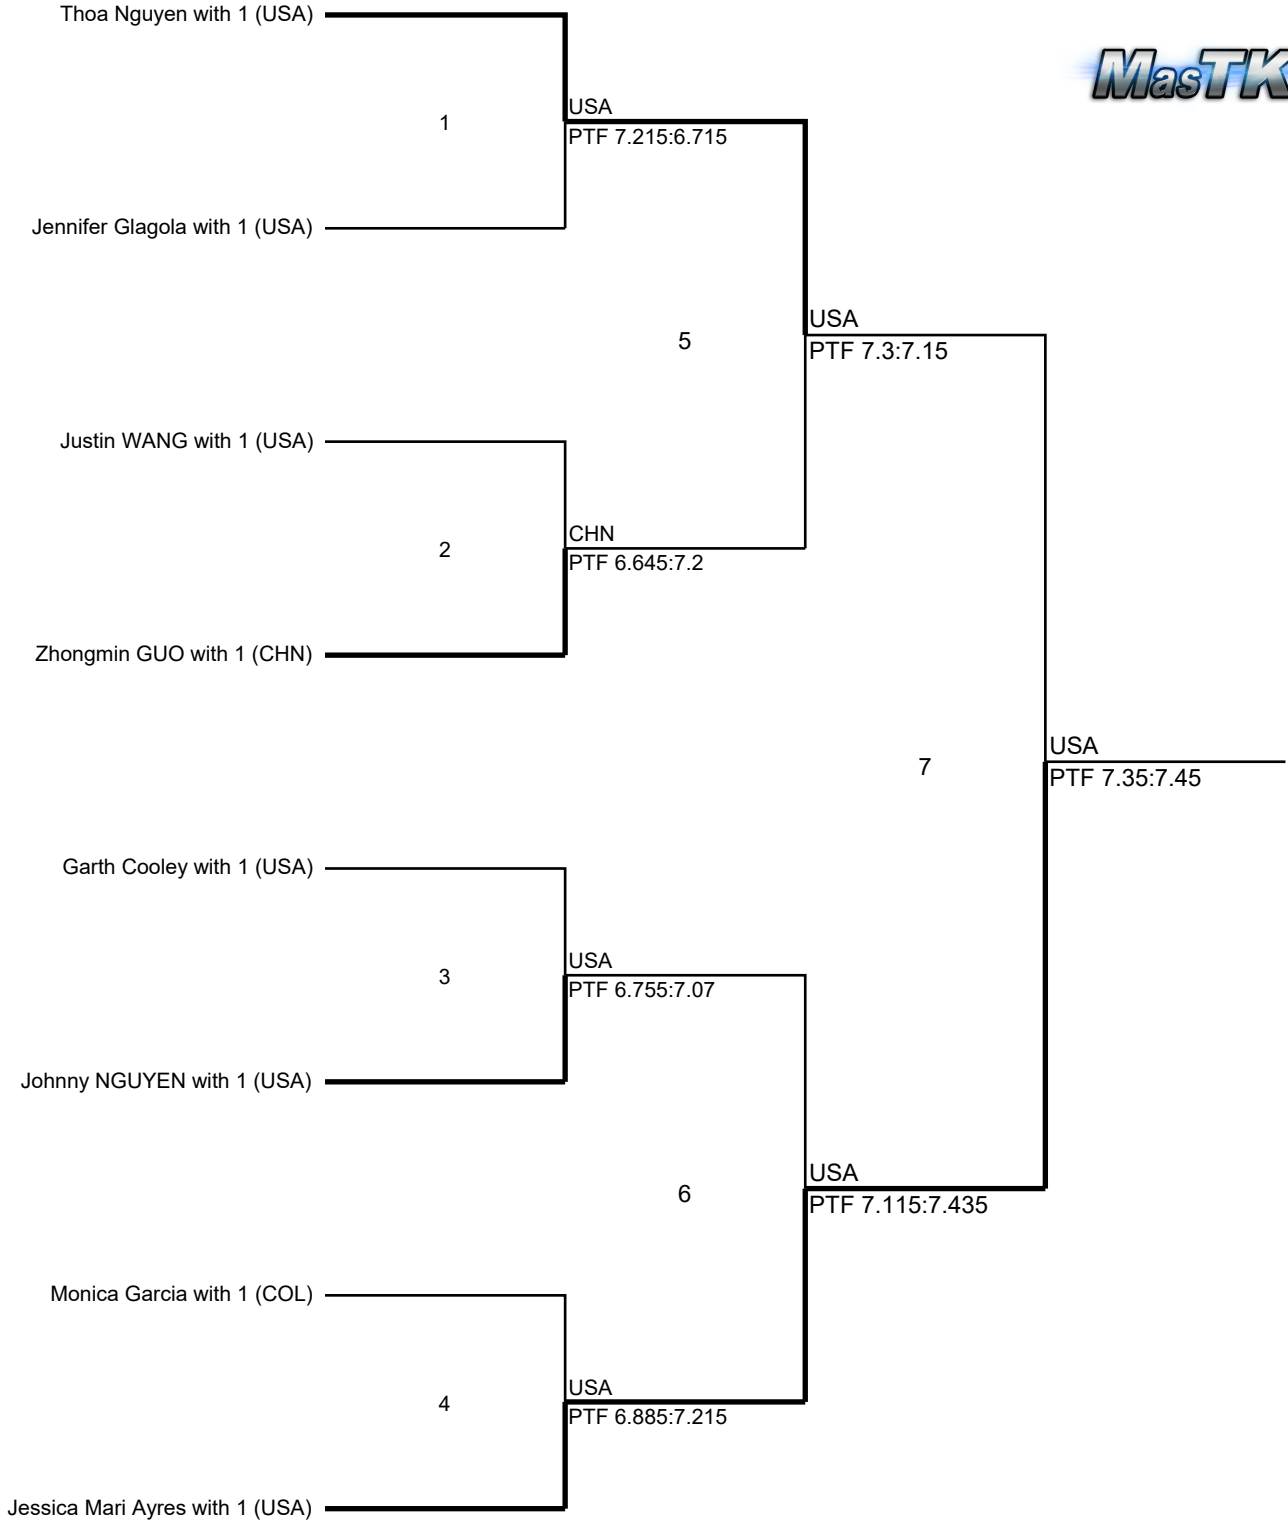 Thoa Nguyen with 1 (USA)
MasTK
USA
1
PTF 7.215:6.715
Jennifer Glagola with 1 (USA)
USA
5
PTF 7.3:7.15
Justin WANG with 1 (USA)
CHN
2
PTF 6.645:7.2
Zhongmin GUO with 1 (CHN)
USA
7
PTF 7.35:7.45
Garth Cooley with 1 (USA)
USA
3
PTF 6.755:7.07
Johnny NGUYEN with 1 (USA)
USA
6
PTF 7.115:7.435
Monica Garcia with 1 (COL)
USA
4
PTF 6.885:7.215
Jessica Mari Ayres with 1 (USA)